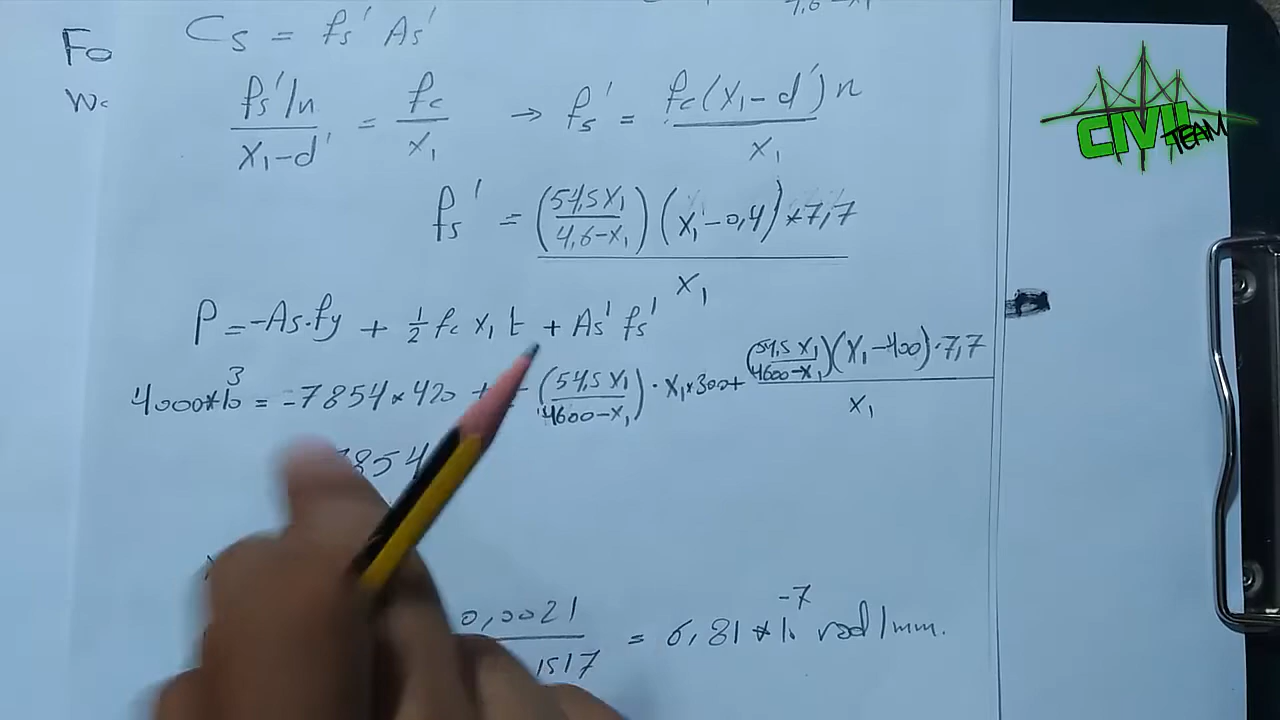 Cs = fs' As'
Fo
fs'/n / x1-d' = fc / x1 → fs' = fc(x1-d')n / x1
fs' = (54,5x1 / 4,6-x1)(x1-0,4)*7,7 / x1
P = -As.fy + 1/2 fc x1 t + As' fs'
4000*10^3 = -7854*420 + (54,5x1 / 4600-x1) . x1*300+ (54,5x1 / 4600-x1)(x1-400).7,7 / x1
7854
0,0021 / 1517 = 6,81*10^-7 rad/mm.
CIVIL TEAM